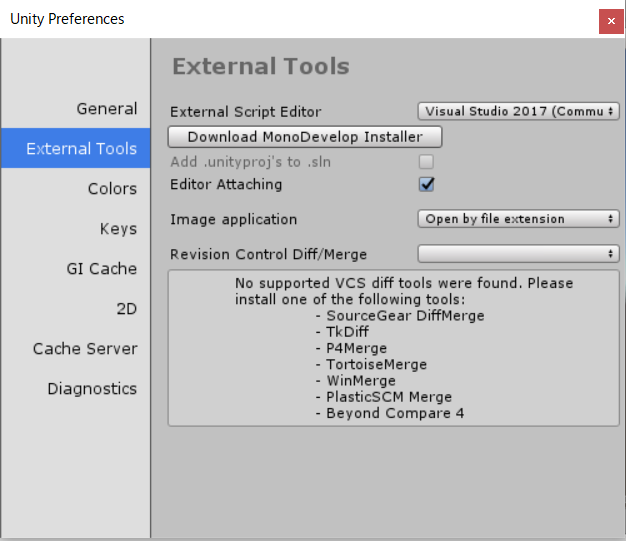 Unity Preferences
External Tools
General
External Tools
Colors
Keys
GI Cache
2D
Cache Server
Diagnostics
External Script Editor
Visual Studio 2017 (Commu
Download MonoDevelop Installer
Add .unityproj's to .sln
Editor Attaching
Image application
Open by file extension
Revision Control Diff/Merge
No supported VCS diff tools were found. Please
install one of the following tools:
- SourceGear DiffMerge
- TkDiff
- P4Merge
- TortoiseMerge
- WinMerge
- PlasticSCM Merge
- Beyond Compare 4